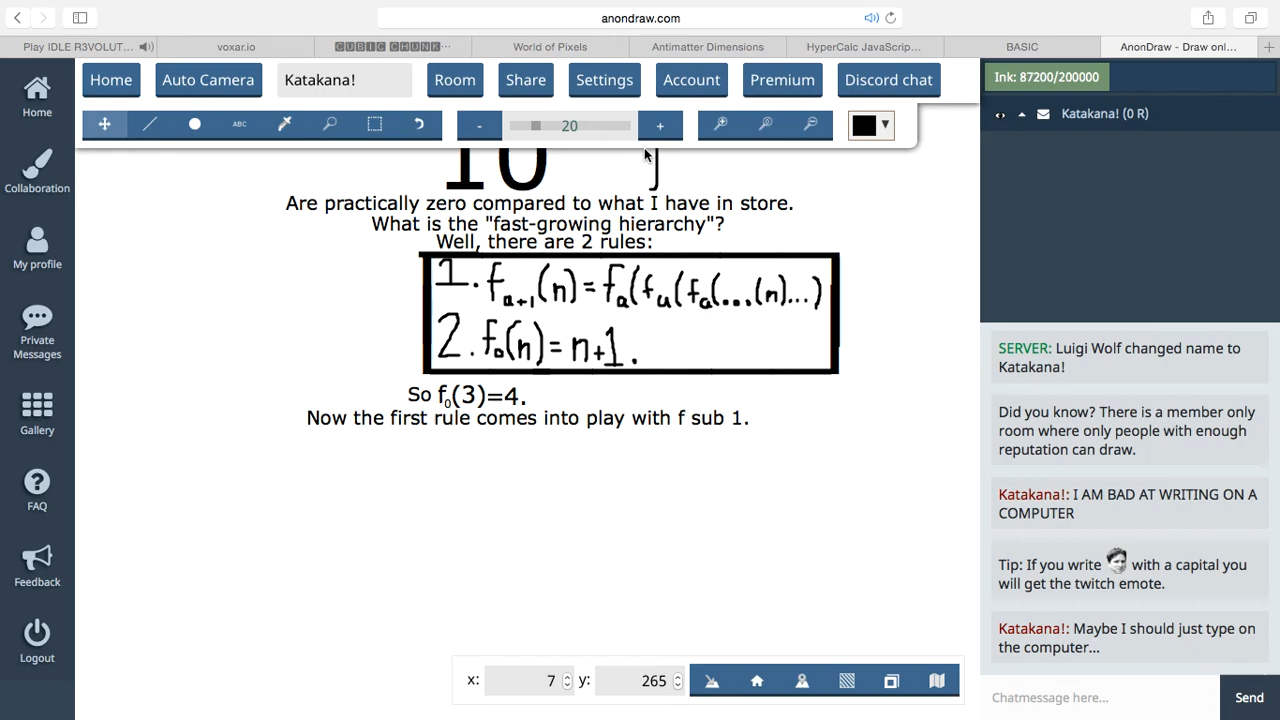 anondraw.com
Play IDLE R3VOLUT...
voxar.io
CUBIC CHUNK...
World of Pixels
Antimatter Dimensions
HyperCalc JavaScrip...
BASIC
AnonDraw - Draw onl...
Home
Auto Camera
Katakana!
Room
Share
Settings
Account
Premium
Discord chat
Ink: 87200/200000
ABC
-
20
+
Home
Collaboration
My profile
Private
Messages
Gallery
FAQ
Feedback
Logout
10
Are practically zero compared to what I have in store.
What is the "fast-growing hierarchy"?
Well, there are 2 rules:
1. fₐ₊₁(n)=fₐ(fₐ(fₐ(...(n)...)
2. f₀(n)=n+1.
So f₀(3)=4.
Now the first rule comes into play with f sub 1.
x: 7 y: 265
Katakana! (0 R)
SERVER: Luigi Wolf changed name to
Katakana!
Did you know? There is a member only
room where only people with enough
reputation can draw.
Katakana!: I AM BAD AT WRITING ON A
COMPUTER
Tip: If you write with a capital you
will get the twitch emote.
Katakana!: Maybe I should just type on
the computer...
Chatmessage here...
Send